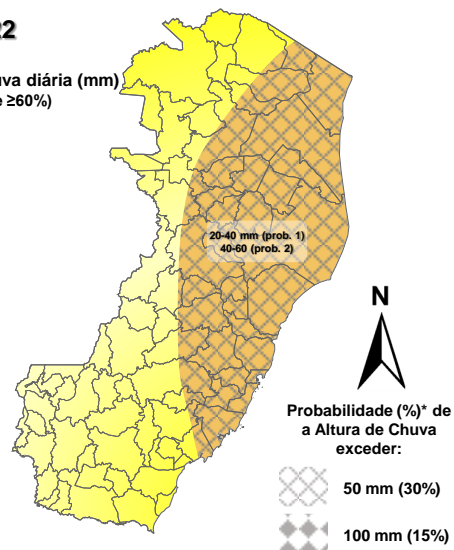 22
uva diária (mm)
e ≥60%)
20-40 mm (prob. 1)
40-60 (prob. 2)
N
Probabilidade (%)* de
a Altura de Chuva
exceder:
50 mm (30%)
100 mm (15%)